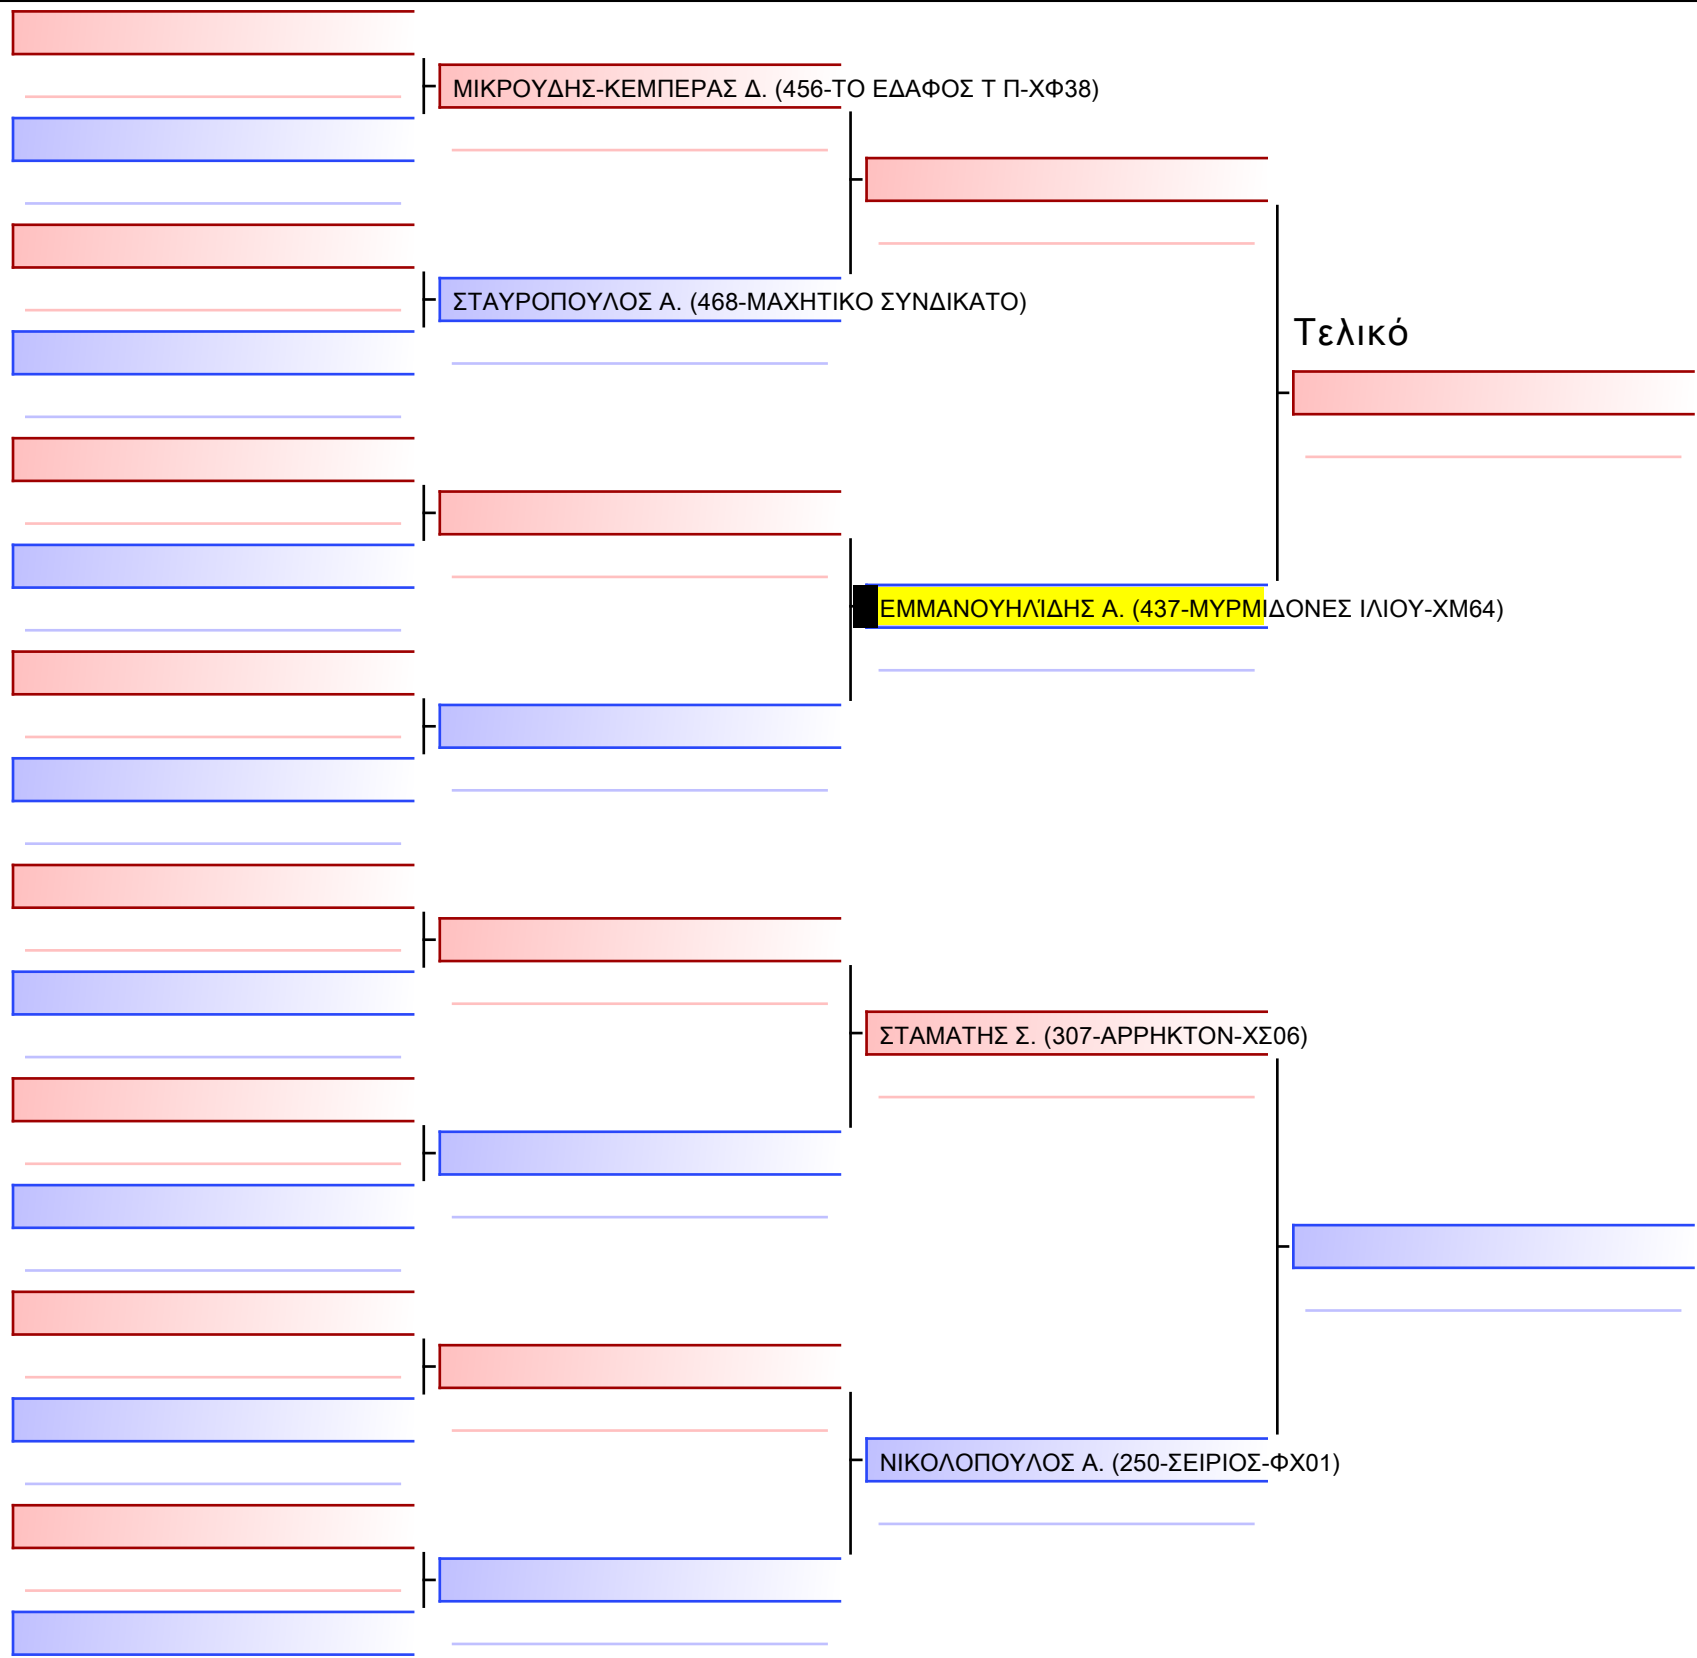 ΜΙΚΡΟΥΔΗΣ-ΚΕΜΠΕΡΑΣ Δ. (456-ΤΟ ΕΔΑΦΟΣ Τ Π-ΧΦ38)
ΣΤΑΥΡΟΠΟΥΛΟΣ Α. (468-ΜΑΧΗΤΙΚΟ ΣΥΝΔΙΚΑΤΟ)
Τελικό
ΕΜΜΑΝΟΥΗΛΊΔΗΣ Α. (437-ΜΥΡΜΙΔΟΝΕΣ ΙΛΙΟΥ-ΧΜ64)
ΣΤΑΜΑΤΗΣ Σ. (307-ΑΡΡΗΚΤΟΝ-ΧΣ06)
ΝΙΚΟΛΟΠΟΥΛΟΣ Α. (250-ΣΕΙΡΙΟΣ-ΦΧ01)